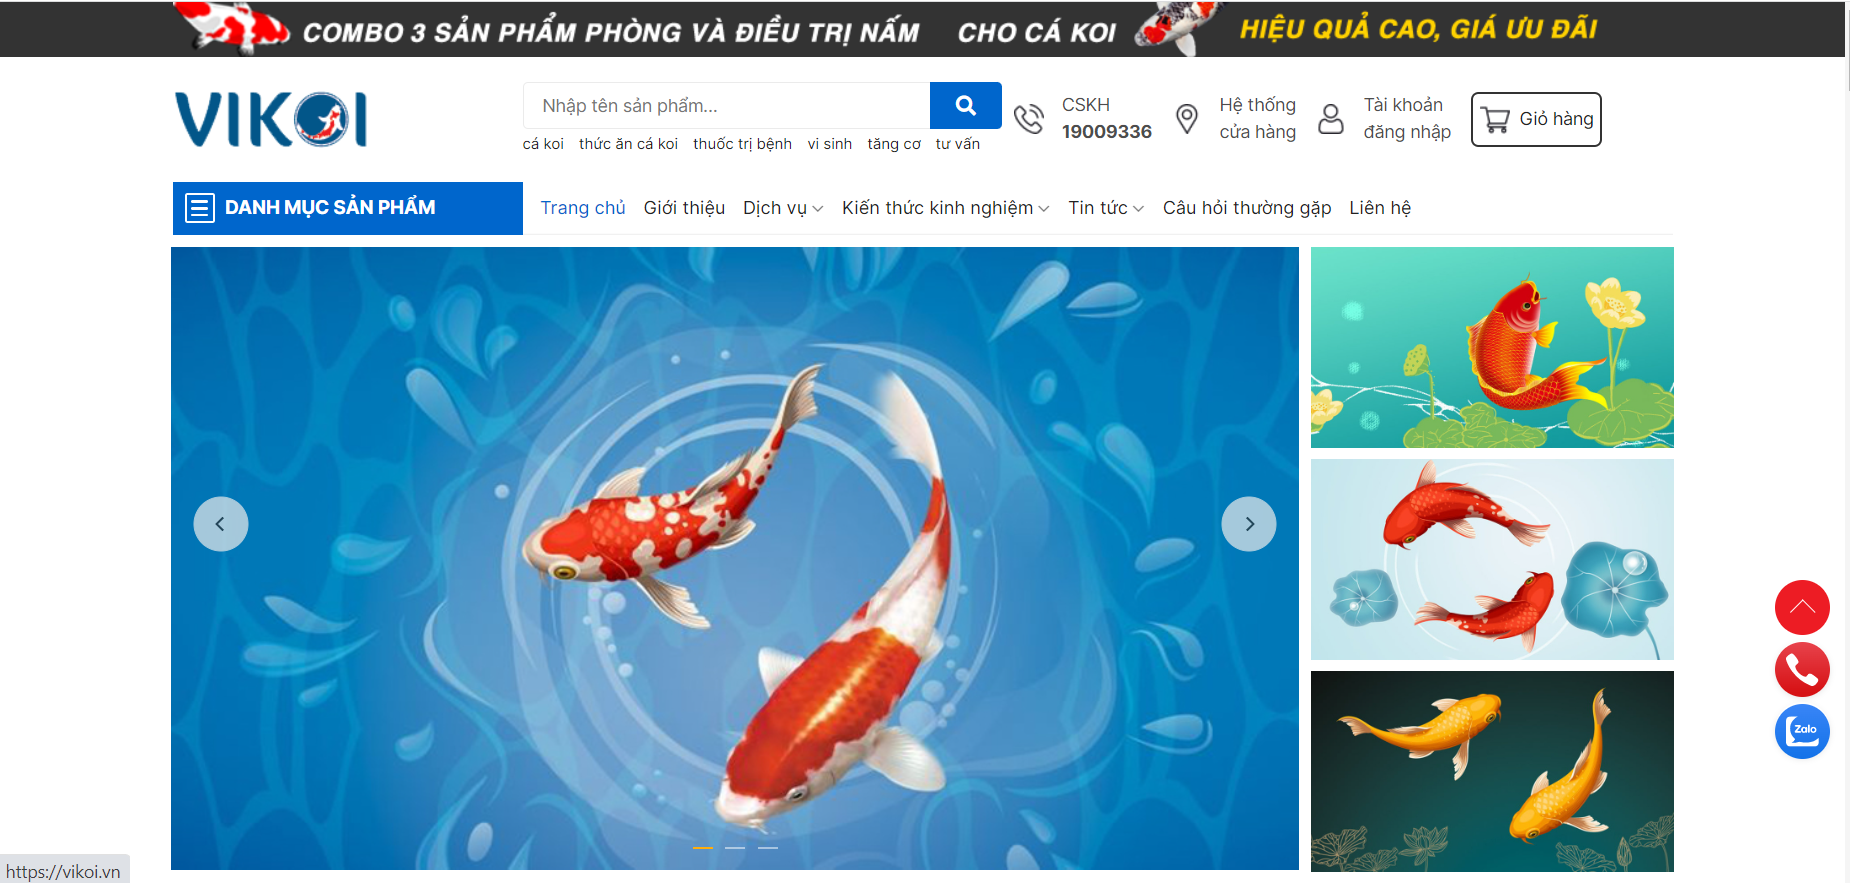 COMBO 3 SẢN PHẨM PHÒNG VÀ ĐIỀU TRỊ NẤM CHO CÁ KOI HIỆU QUẢ CAO, GIÁ ƯU ĐÃI
VIKOI
Nhập tên sản phẩm...
cá koi thức ăn cá koi thuốc trị bệnh vi sinh tăng cơ tư vấn
CSKH
19009336
Hệ thống
cửa hàng
Tài khoản
đăng nhập
Giỏ hàng
DANH MỤC SẢN PHẨM
Trang chủ Giới thiệu Dịch vụ Kiến thức kinh nghiệm Tin tức Câu hỏi thường gặp Liên hệ
Zalo
https://vikoi.vn